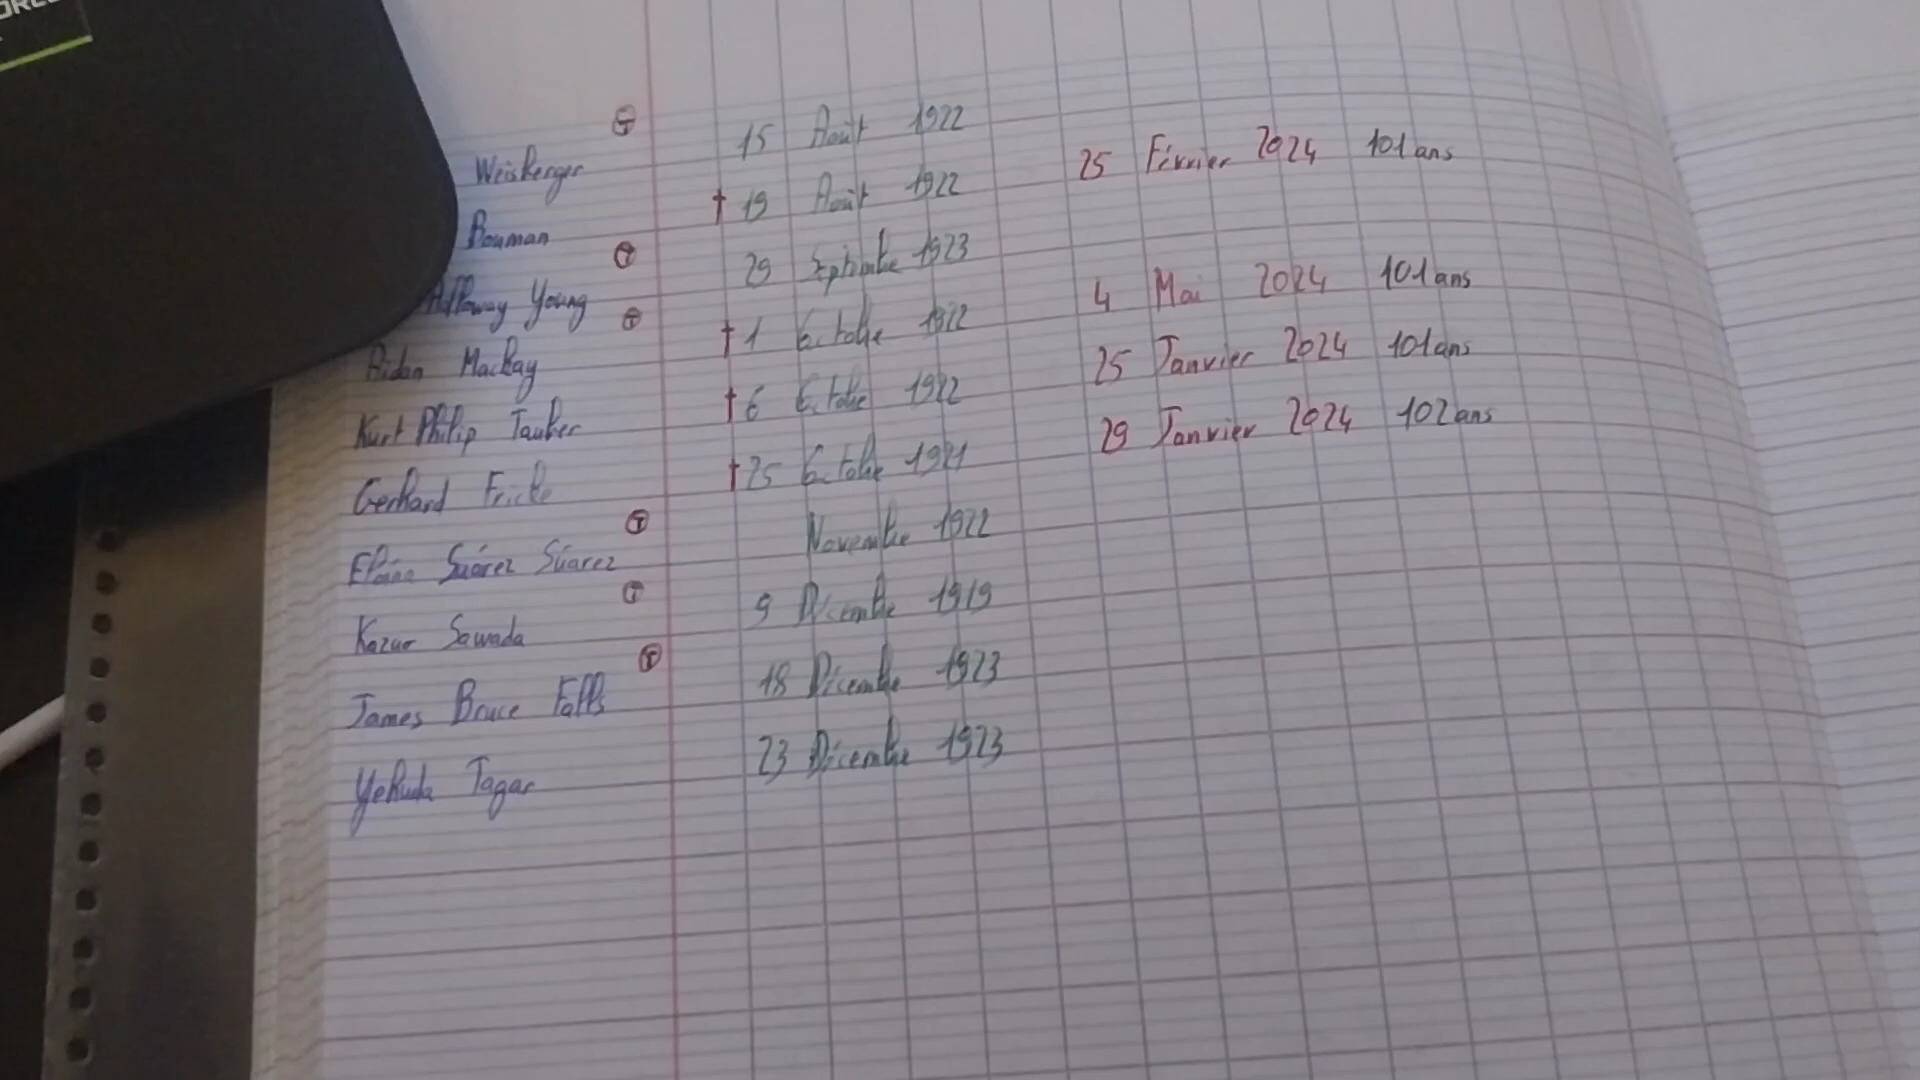 Weisberger Ⓣ 15 Août 1922
Bouman † 19 Août 1922 25 Février 2024 101 ans
Young Ⓣ 29 Septembre 1923
Aidan MacKay Ⓣ † 1 Octobre 1922 4 Mai 2024 101 ans
Kurt Philip Tauber † 6 Octobre 1922 25 Janvier 2024 101 ans
Gerhard Fricke † 25 Octobre 1921 29 Janvier 2024 102 ans
Suárez Súarez Ⓣ Novembre 1922
Kazuo Sawada Ⓣ 9 Décembre 1919
James Bruce Falls Ⓣ 18 Décembre 1923
Yehuda Tagar 23 Décembre 1923